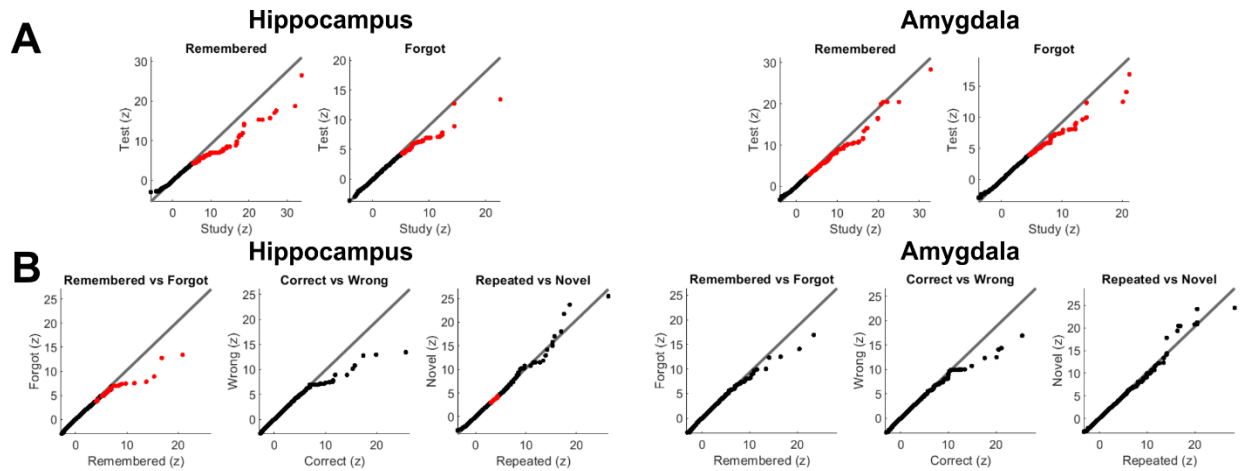 A
Hippocampus
Amygdala
Remembered
Forgot
Remembered
Forgot
Test (z)
30
20
10
0
0 10 20 30
Study (z)
Test (z)
20
15
10
5
0
0 10 20
Study (z)
Test (z)
30
20
10
0
0 10 20 30
Study (z)
Test (z)
15
10
5
0
0 10 20
Study (z)
B
Hippocampus
Amygdala
Remembered vs Forgot
Correct vs Wrong
Repeated vs Novel
Remembered vs Forgot
Correct vs Wrong
Repeated vs Novel
Forgot (z)
25
20
15
10
5
0
0 10 20
Remembered (z)
Wrong (z)
25
20
15
10
5
0
0 10 20
Correct (z)
Novel (z)
25
20
15
10
5
0
0 10 20
Repeated (z)
Forgot (z)
25
20
15
10
5
0
0 10 20
Remembered (z)
Wrong (z)
25
20
15
10
5
0
0 10 20
Correct (z)
Novel (z)
25
20
15
10
5
0
0 10 20
Repeated (z)